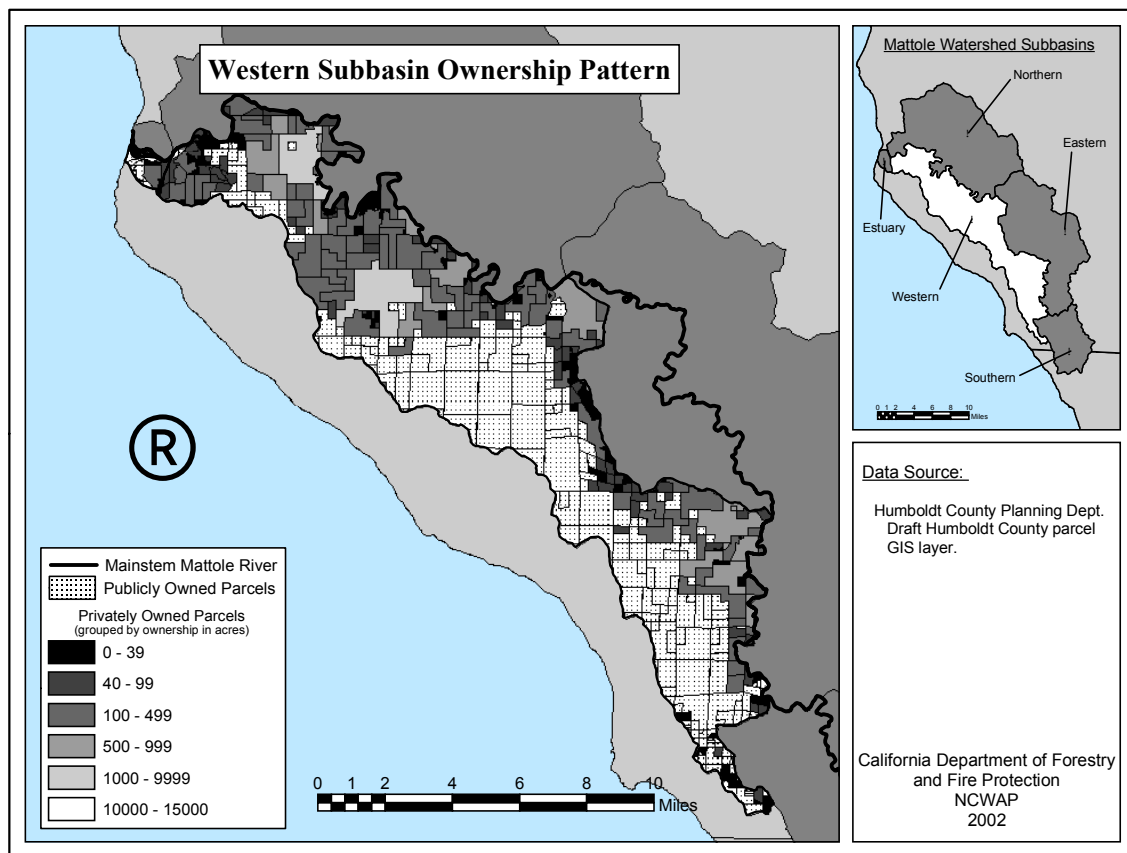 Western Subbasin Ownership Pattern
®
Mainstem Mattole River
Publicly Owned Parcels
Privately Owned Parcels
(grouped by ownership in acres)
0 - 39
40 - 99
100 - 499
500 - 999
1000 - 9999
10000 - 15000
0 1 2 4 6 8 10
Miles
Mattole Watershed Subbasins
Northern
Eastern
Estuary
Western
Southern
0 1 2 4 6 8 10
Miles
Data Source:
Humboldt County Planning Dept.
Draft Humboldt County parcel
GIS layer.
California Department of Forestry
and Fire Protection
NCWAP
2002